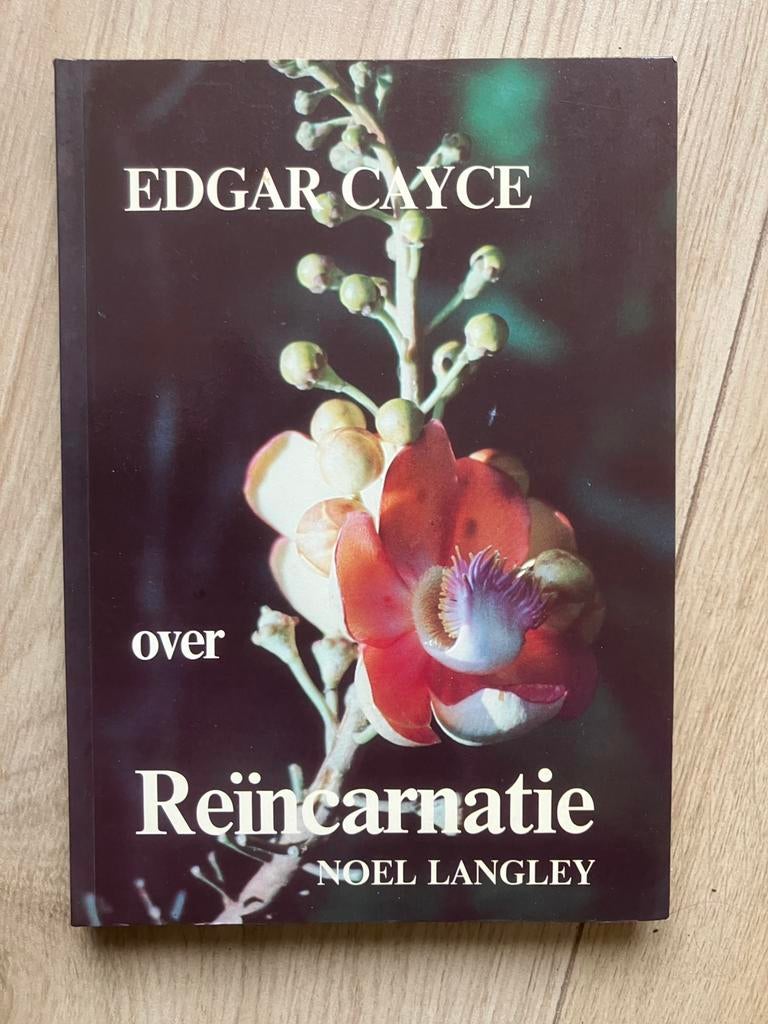 EDGAR CAYCE
over
Reïncarnatie
NOEL LANGLEY